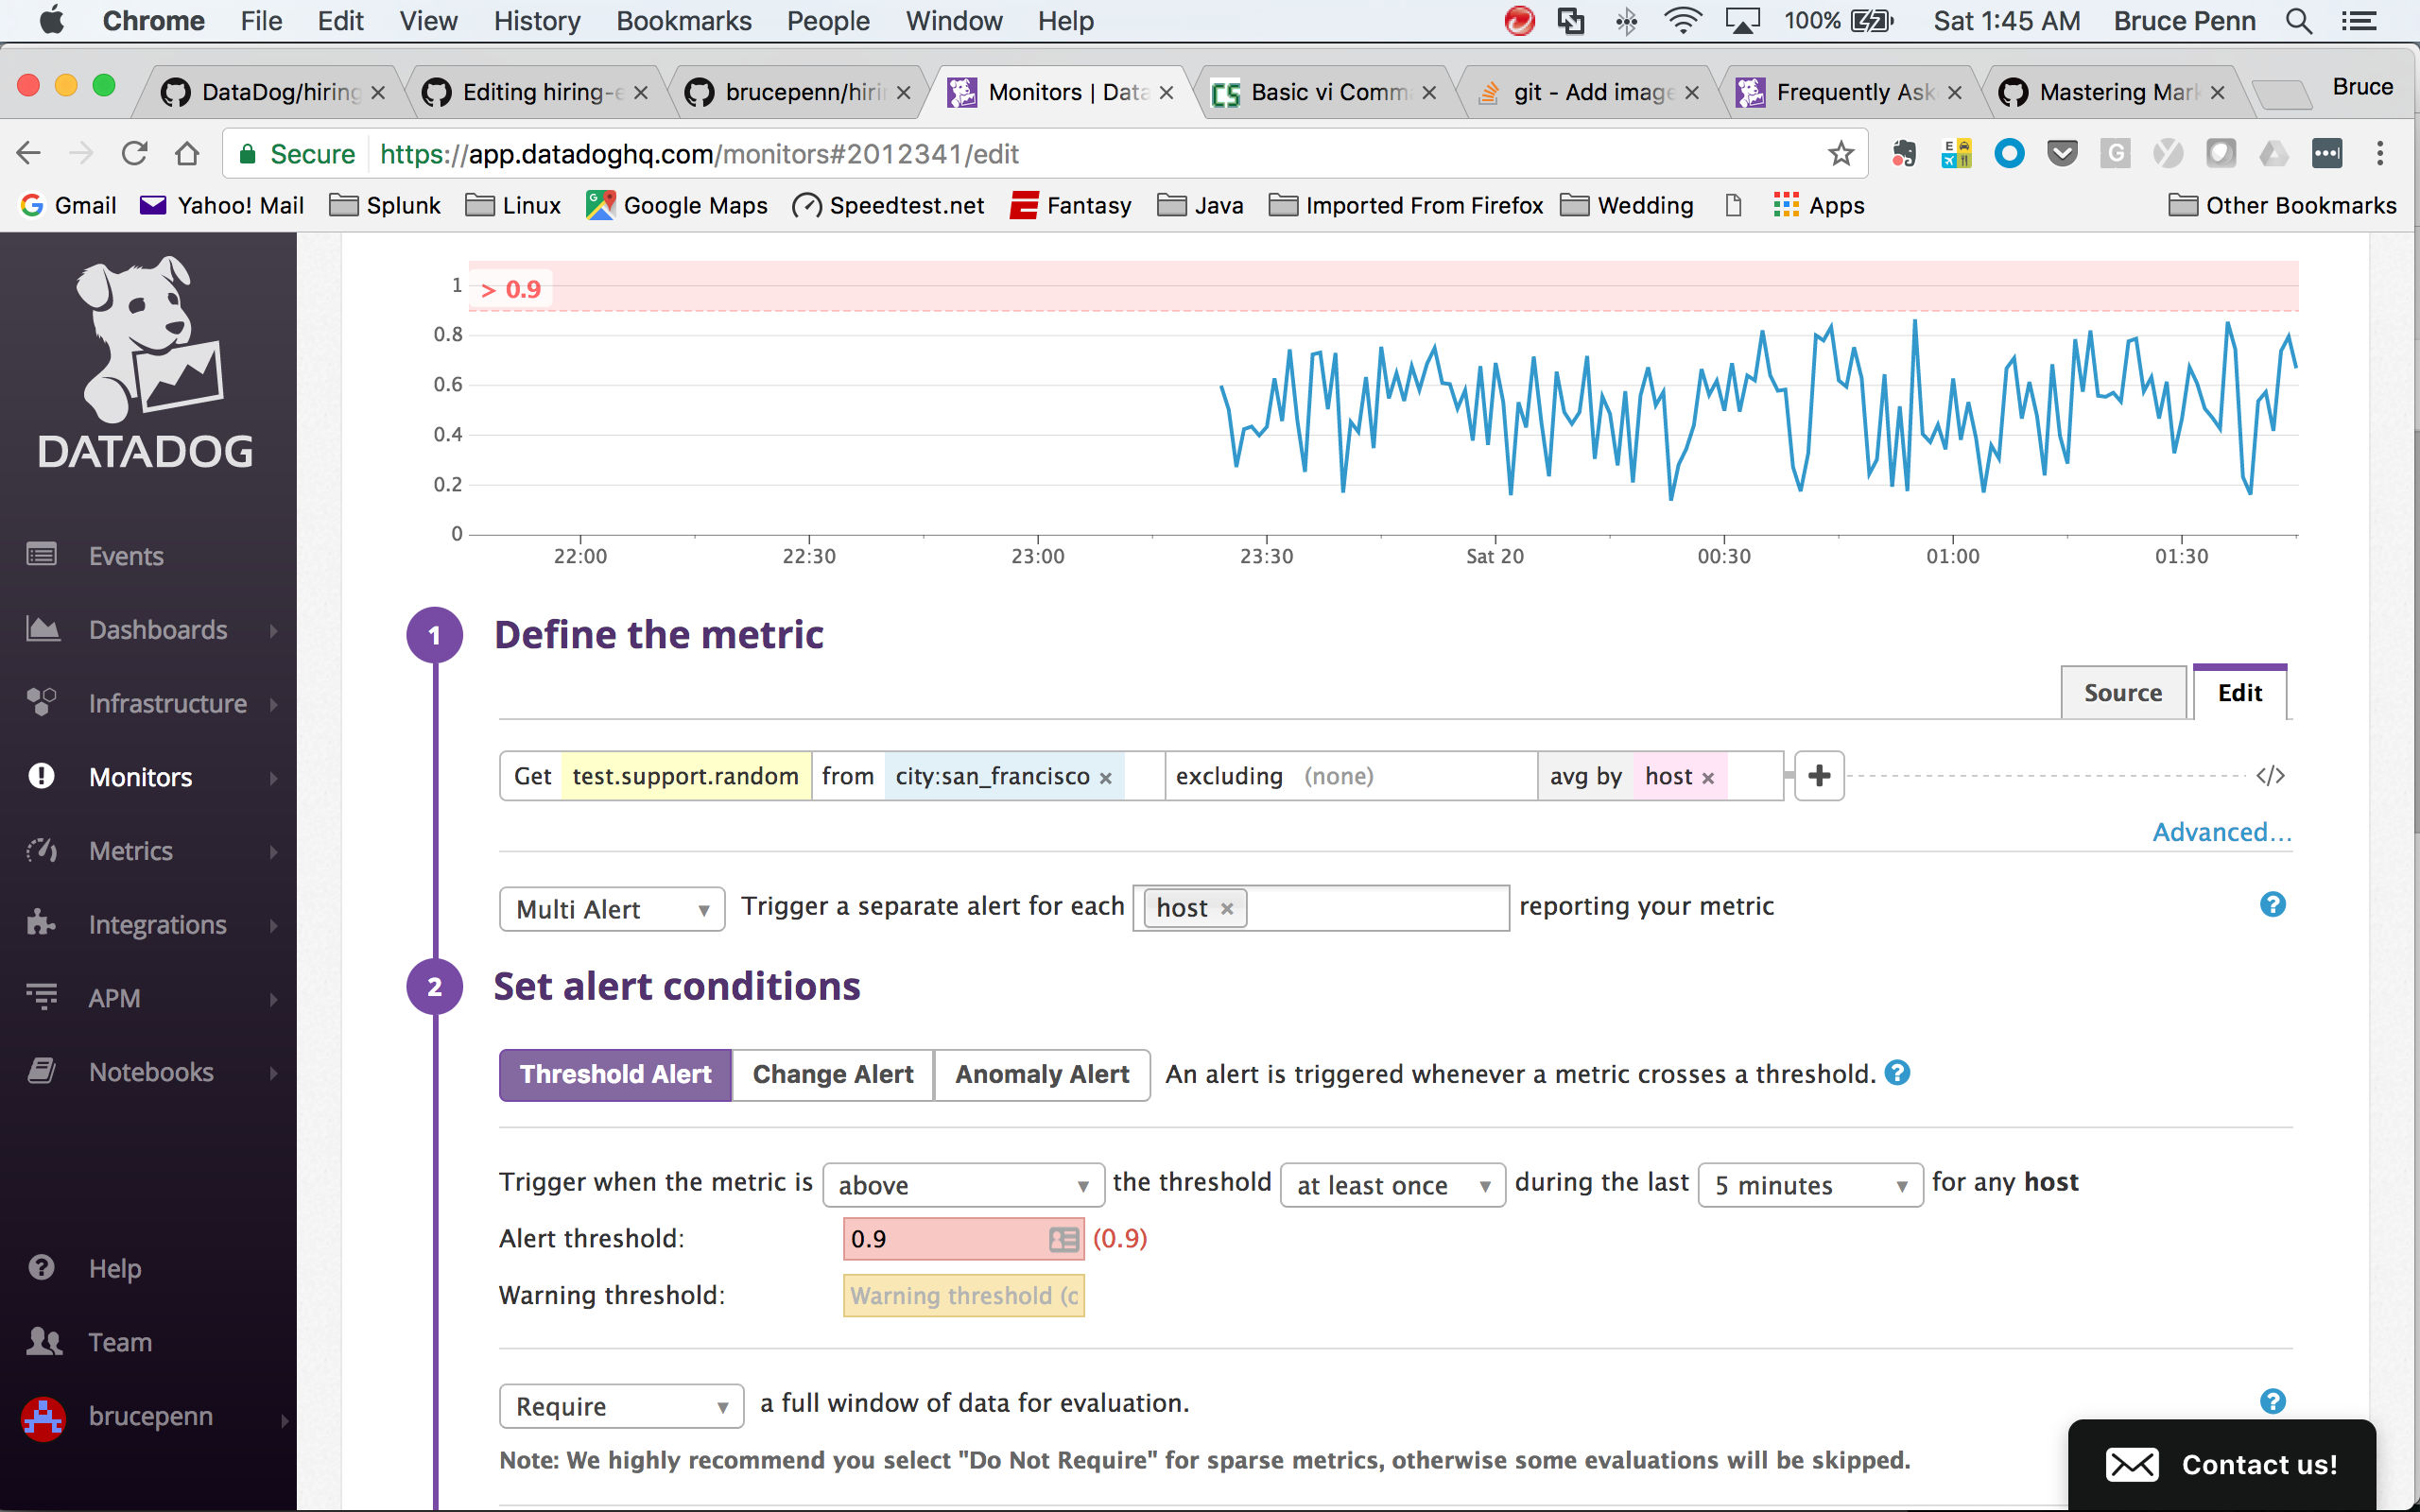 Chrome File Edit View History Bookmarks People Window Help 100% Sat 1:45 AM Bruce Penn
DataDog/hiring Editing hiring-e brucepenn/hiri Monitors | Data Basic vi Comm git - Add image Frequently Ask Mastering Mar Bruce
Secure https://app.datadoghq.com/monitors#2012341/edit
Gmail Yahoo! Mail Splunk Linux Google Maps Speedtest.net Fantasy Java Imported From Firefox Wedding Apps Other Bookmarks
DATADOG
Events
Dashboards
Infrastructure
Monitors
Metrics
Integrations
APM
Notebooks
Help
Team
brucepenn
1
> 0.9
0.8
0.6
0.4
0.2
0
22:00 22:30 23:00 23:30 Sat 20 00:30 01:00 01:30
1 Define the metric
Source Edit
Get test.support.random from city:san_francisco × excluding (none) avg by host × + </>
Advanced...
Multi Alert Trigger a separate alert for each host × reporting your metric ?
2 Set alert conditions
Threshold Alert Change Alert Anomaly Alert An alert is triggered whenever a metric crosses a threshold. ?
Trigger when the metric is above the threshold at least once during the last 5 minutes for any host
Alert threshold: 0.9 (0.9)
Warning threshold: Warning threshold (o
Require a full window of data for evaluation. ?
Note: We highly recommend you select "Do Not Require" for sparse metrics, otherwise some evaluations will be skipped.
Contact us!